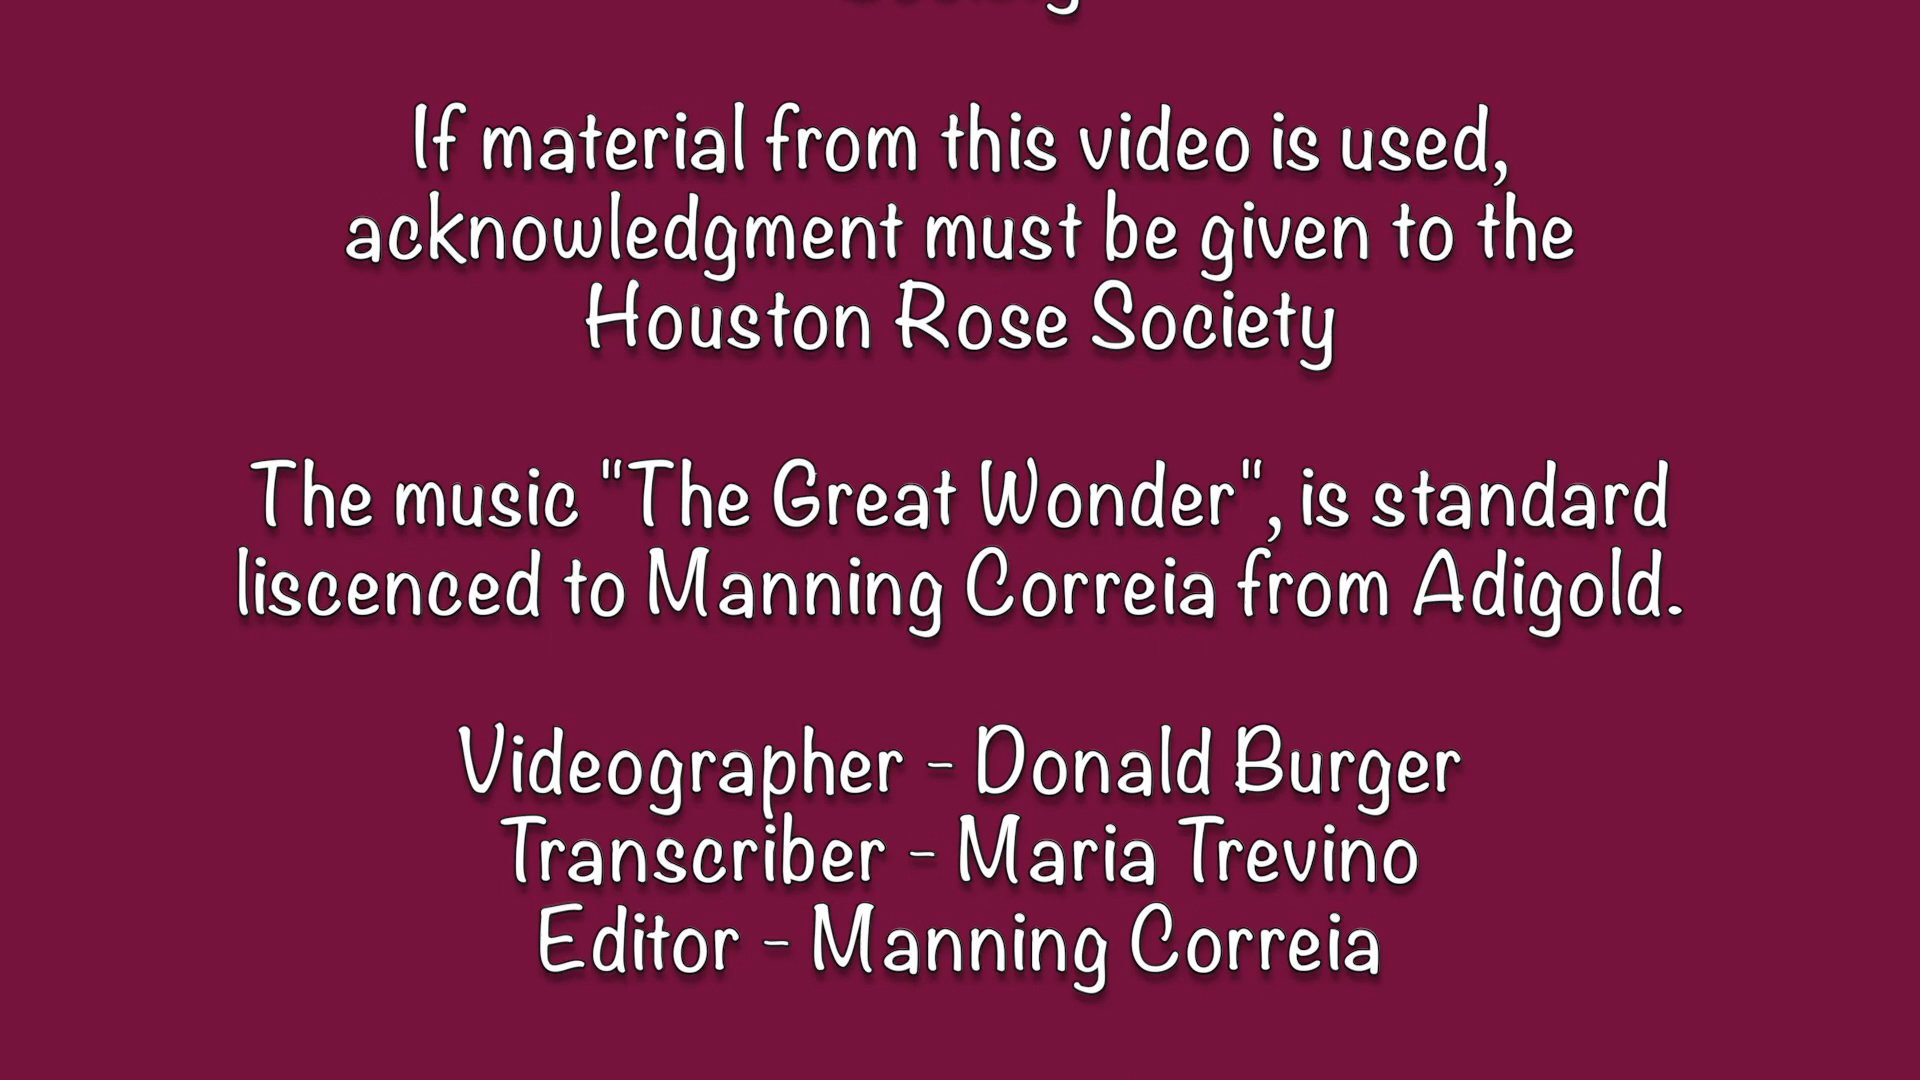 If material from this video is used,
acknowledgment must be given to the
Houston Rose Society
The music "The Great Wonder", is standard
liscenced to Manning Correia from Adigold.
Videographer - Donald Burger
Transcriber - Maria Trevino
Editor - Manning Correia